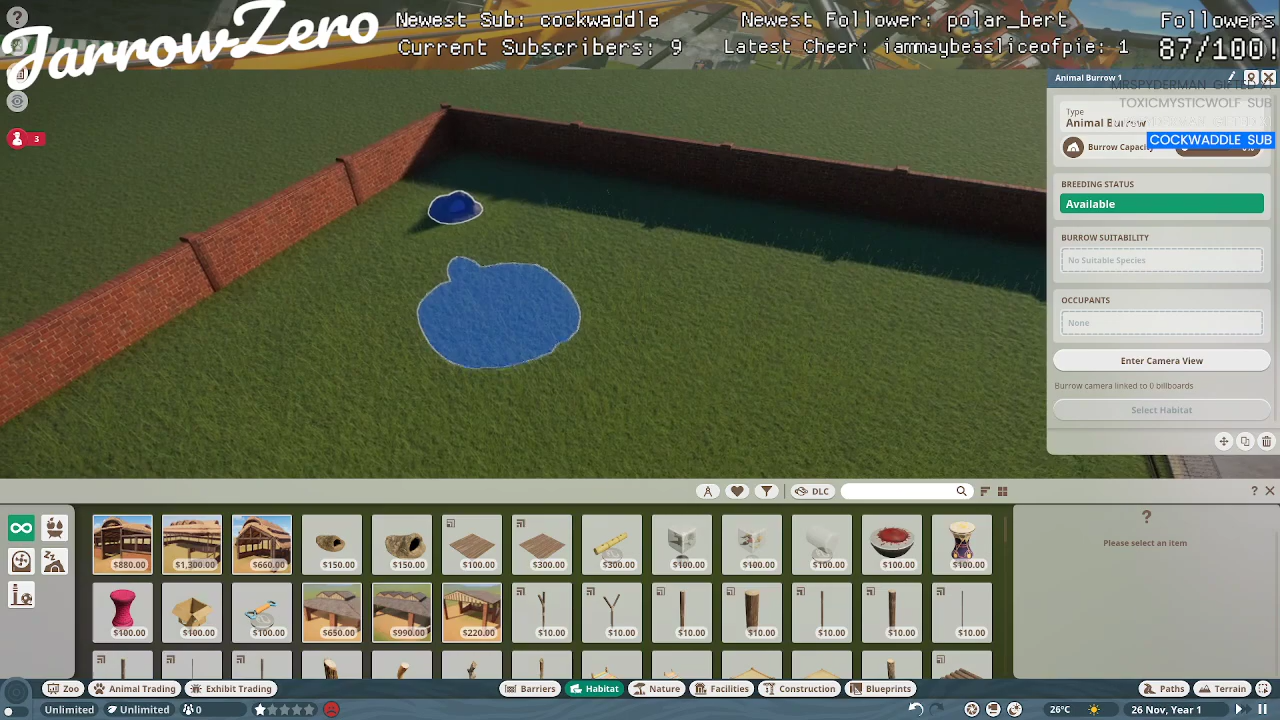 JarrowZero
Newest Sub: cockwaddle
Current Subscribers: 9
Newest Follower: polar_bert
Latest Cheer: iammaybeasliceofpie: 1
Followers
87/100!
3
Animal Burrow 1
MRSPYDERMAN GIFTED A
TOXICMYSTICWOLF SUB
COCKWADDLE SUB
Type
Animal Burrow
Burrow Capacity
BREEDING STATUS
Available
BURROW SUITABILITY
No Suitable Species
OCCUPANTS
None
Enter Camera View
Burrow camera linked to 0 billboards
Select Habitat
DLC
?
Please select an item
$880.00 $1,300.00 $660.00 $150.00 $150.00 $100.00 $300.00 $300.00 $100.00 $100.00 $100.00 $100.00 $100.00
$100.00 $100.00 $100.00 $650.00 $990.00 $220.00 $10.00 $10.00 $10.00 $10.00 $10.00 $10.00 $10.00
Zoo Animal Trading Exhibit Trading Barriers Habitat Nature Facilities Construction Blueprints Paths Terrain
Unlimited Unlimited 0 26°C 26 Nov, Year 1